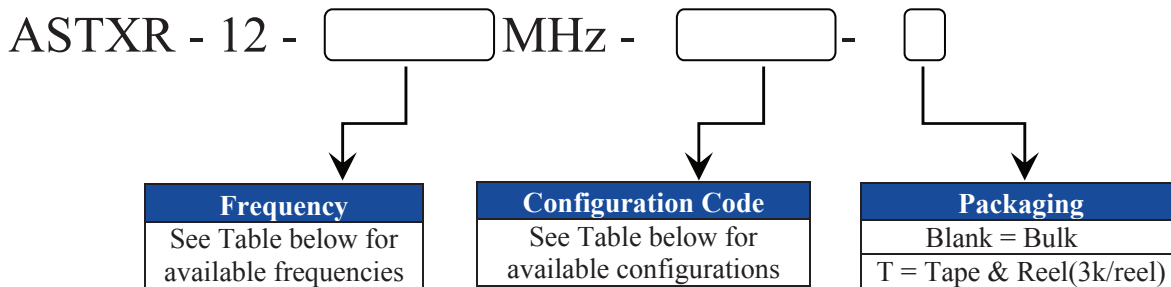 ASTXR - 12 - MHz - -
Frequency
See Table below for
available frequencies
Configuration Code
See Table below for
available configurations
Packaging
Blank = Bulk
T = Tape & Reel(3k/reel)